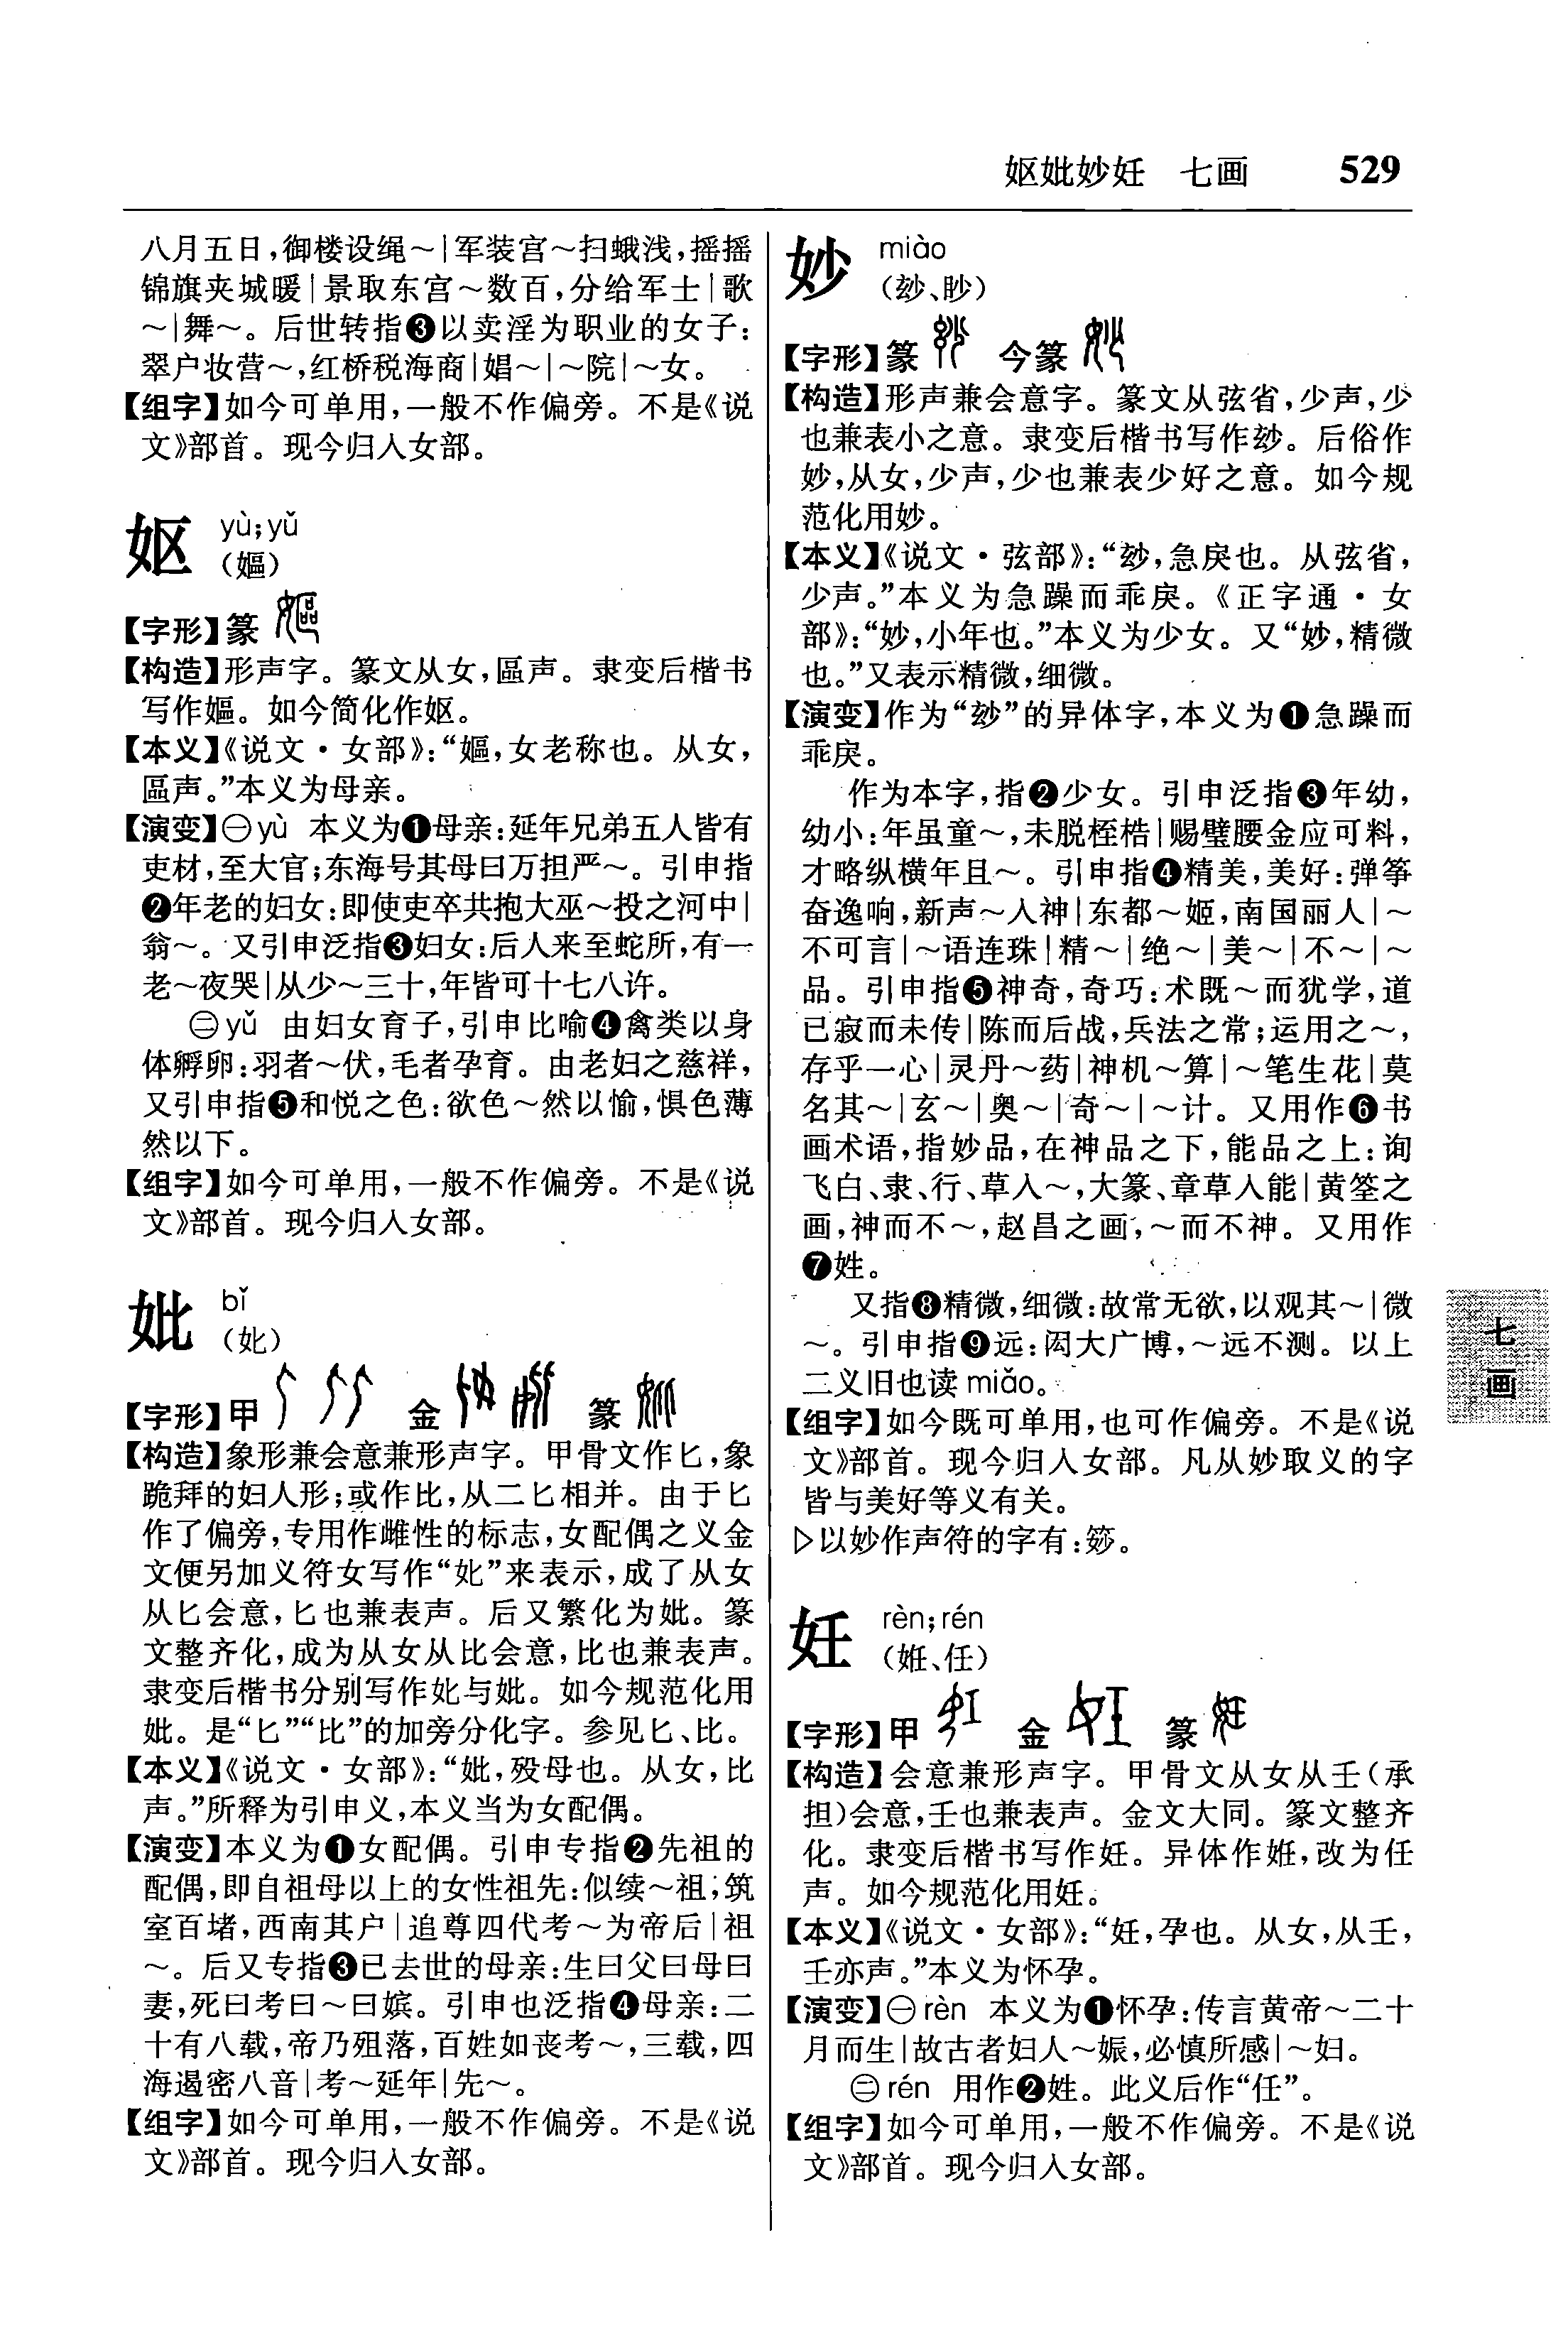 妪妣妙妊 七画 529
八月五日,御楼设绳～|军装宫～扫蛾浅,摇摇
锦旗夹城暖|景取东宫～数百,分给军士|歌
～|舞～。后世转指❸以卖淫为职业的女子:
翠户妆营～,红桥税海商|娼～|～院|～女。
【组字】如今可单用,一般不作偏旁。不是《说
文》部首。现今归入女部。
妪 yù;yǔ
(嫗)
【字形】篆
【构造】形声字。篆文从女,區声。隶变后楷书
写作嫗。如今简化作妪。
【本义】《说文·女部》:“嫗,女老称也。从女,
區声。”本义为母亲。
【演变】㊀yù 本义为❶母亲:延年兄弟五人皆有
吏材,至大官;东海号其母曰万担严～。引申指
❷年老的妇女:即使吏卒共抱大巫～投之河中|
翁～。又引申泛指❸妇女:后人来至蛇所,有一
老～夜哭|从少～三十,年皆可十七八许。
㊁yǔ 由妇女育子,引申比喻❹禽类以身
体孵卵:羽者～伏,毛者孕育。由老妇之慈祥,
又引申指❺和悦之色:欲色～然以愉,惧色薄
然以下。
【组字】如今可单用,一般不作偏旁。不是《说
文》部首。现今归入女部。
妣 bǐ
(妣)
【字形】甲 金 篆
【构造】象形兼会意兼形声字。甲骨文作匕,象
跪拜的妇人形;或作比,从二匕相并。由于匕
作了偏旁,专用作雌性的标志,女配偶之义金
文便另加义符女写作“𡚧”来表示,成了从女
从匕会意,匕也兼表声。后又繁化为妣。篆
文整齐化,成为从女从比会意,比也兼表声。
隶变后楷书分别写作𡚧与妣。如今规范化用
妣。是“匕”“比”的加旁分化字。参见匕、比。
【本义】《说文·女部》:“妣,殁母也。从女,比
声。”所释为引申义,本义当为女配偶。
【演变】本义为❶女配偶。引申专指❷先祖的
配偶,即自祖母以上的女性祖先:似续～祖,筑
室百堵,西南其户|追尊四代考～为帝后|祖
～。后又专指❸已去世的母亲:生曰父曰母曰
妻,死曰考曰～曰嫔。引申也泛指❹母亲:二
十有八载,帝乃殂落,百姓如丧考～,三载,四
海遏密八音|考～延年|先～。
【组字】如今可单用,一般不作偏旁。不是《说
文》部首。现今归入女部。
妙 miào
(玅、眇)
【字形】篆 今篆
【构造】形声兼会意字。篆文从弦省,少声,少
也兼表小之意。隶变后楷书写作玅。后俗作
妙,从女,少声,少也兼表少好之意。如今规
范化用妙。
【本义】《说文·弦部》:“玅,急戾也。从弦省,
少声。”本义为急躁而乖戾。《正字通·女
部》:“妙,小年也。”本义为少女。又“妙,精微
也。”又表示精微,细微。
【演变】作为“玅”的异体字,本义为❶急躁而
乖戾。
作为本字,指❷少女。引申泛指❸年幼,
幼小:年虽童～,未脱桎梏|赐璧腰金应可料,
才略纵横年且～。引申指❹精美,美好:弹筝
奋逸响,新声～入神|东都～姬,南国丽人|～
不可言|～语连珠|精～|绝～|美～|不～|～
品。引申指❺神奇,奇巧:术既～而犹学,道
已寂而未传|陈而后战,兵法之常;运用之～,
存乎一心|灵丹～药|神机～算|～笔生花|莫
名其～|玄～|奥～|奇～|～计。又用作❻书
画术语,指妙品,在神品之下,能品之上:询
飞白、隶、行、草入～,大篆、章草入能|黄筌之
画,神而不～,赵昌之画,～而不神。又用作
❼姓。
又指❽精微,细微:故常无欲,以观其～|微
～。引申指❾远:闳大广博,～远不测。以上
二义旧也读 miǎo。
【组字】如今既可单用,也可作偏旁。不是《说
文》部首。现今归入女部。凡从妙取义的字
皆与美好等义有关。
▷以妙作声符的字有:篎。
妊 rèn;rén
(姙、任)
【字形】甲 金 篆
【构造】会意兼形声字。甲骨文从女从壬(承
担)会意,壬也兼表声。金文大同。篆文整齐
化。隶变后楷书写作妊。异体作姙,改为任
声。如今规范化用妊。
【本义】《说文·女部》:“妊,孕也。从女,从壬,
壬亦声。”本义为怀孕。
【演变】㊀rèn 本义为❶怀孕:传言黄帝～二十
月而生|故古者妇人～娠,必慎所感|～妇。
㊁rén 用作❷姓。此义后作“任”。
【组字】如今可单用,一般不作偏旁。不是《说
文》部首。现今归入女部。
七画